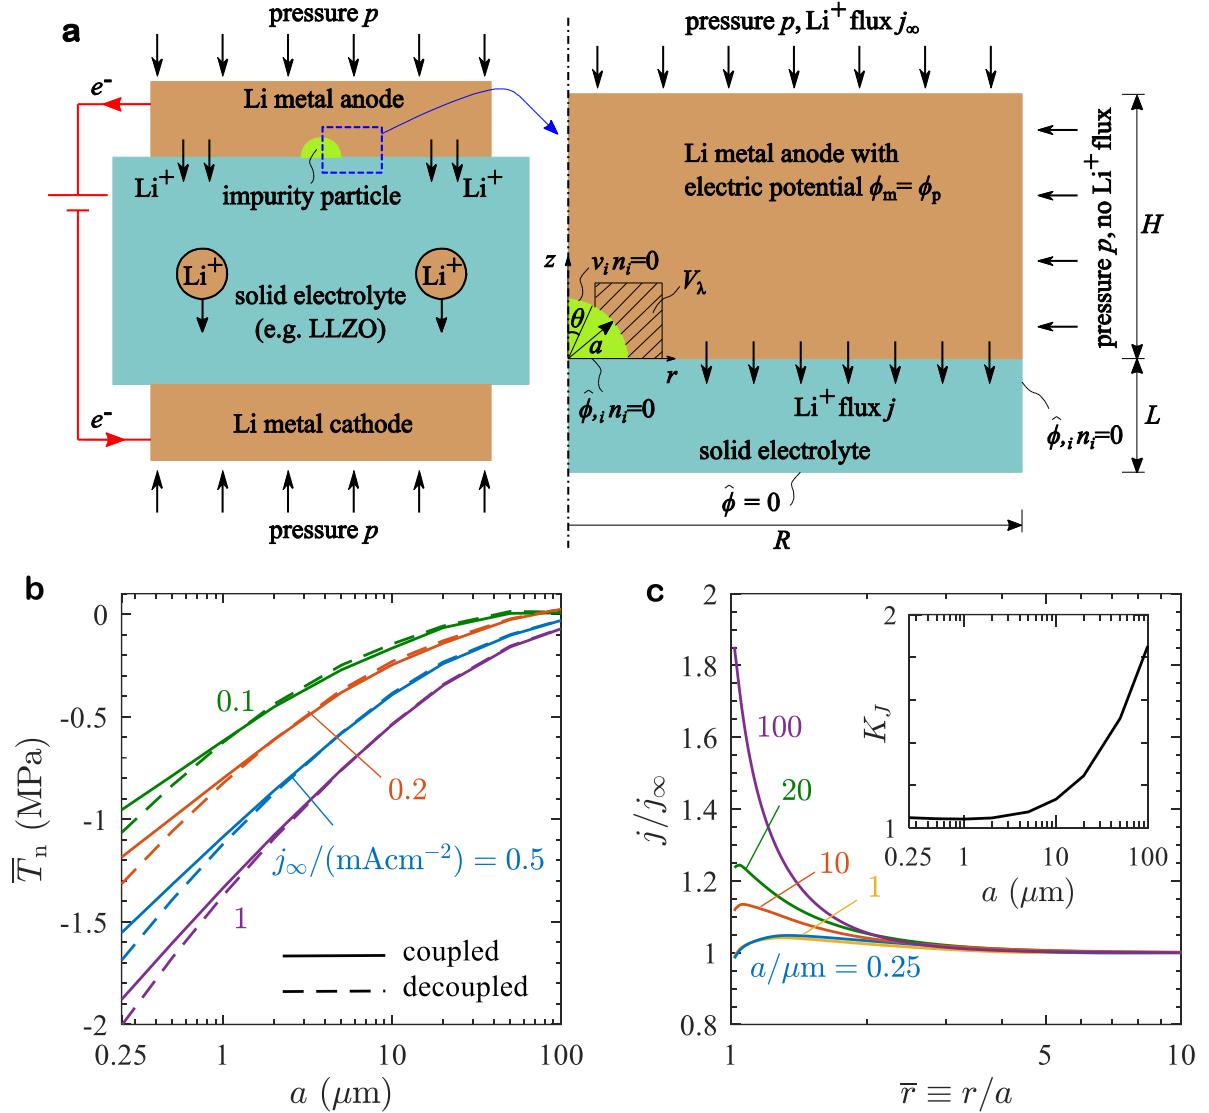 a
pressure p
e-
Li metal anode
Li+
Li+
impurity particle
Li+
Li+
solid electrolyte
(e.g. LLZO)
e-
Li metal cathode
pressure p
pressure p, Li+ flux j∞
Li metal anode with
electric potential ϕm= ϕp
pressure p, no Li+ flux
H
z
vi ni=0
Vλ
θ
a
r
ϕ̂,i ni=0
Li+ flux j
ϕ̂,i ni=0
L
solid electrolyte
ϕ̂ = 0
R
b
0
-0.5
-1
-1.5
-2
T̅n (MPa)
0.1
0.2
j∞/(mAcm−2) = 0.5
1
coupled
decoupled
0.25
1
10
100
a (μm)
c
2
1.8
1.6
1.4
1.2
1
0.8
j/j∞
100
20
10
1
a/μm = 0.25
2
1
KJ
0.25
1
10
100
a (μm)
1
5
10
r̅ ≡ r/a